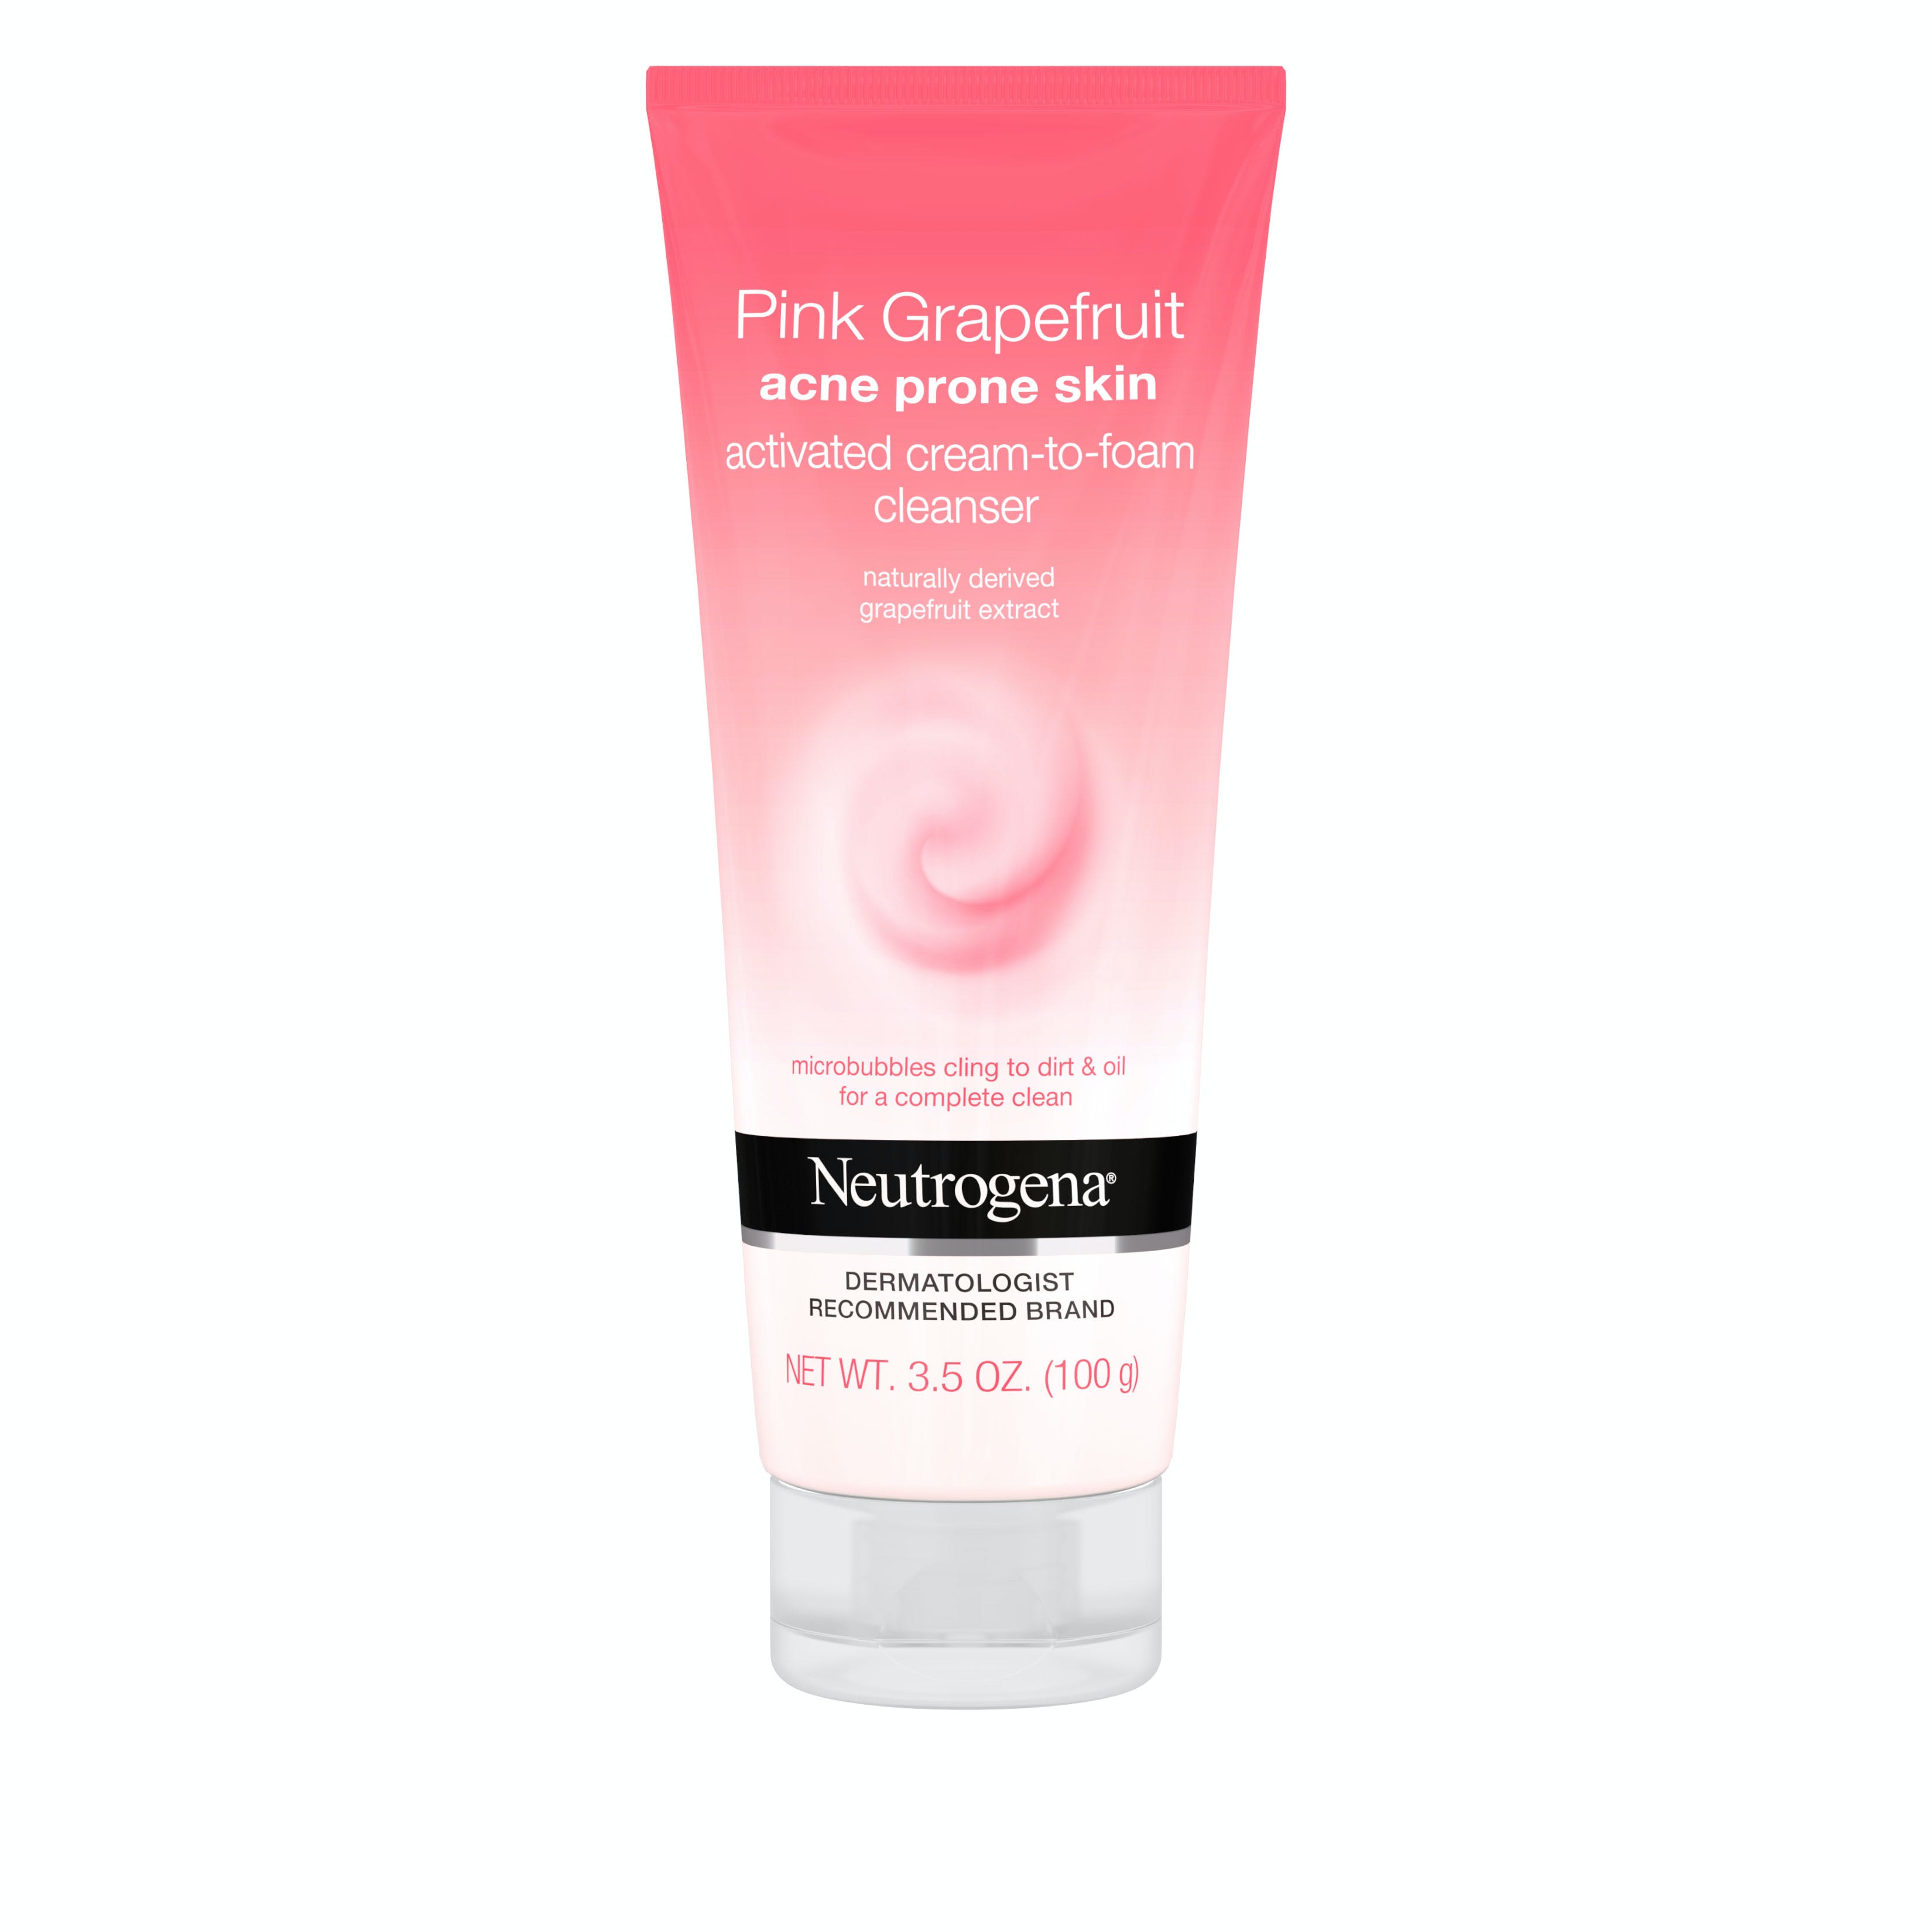 Pink Grapefruit
acne prone skin
activated cream-to-foam
cleanser
naturally derived
grapefruit extract
microbubbles cling to dirt & oil
for a complete clean
Neutrogena®
DERMATOLOGIST
RECOMMENDED BRAND
NET WT. 3.5 OZ. (100 g)